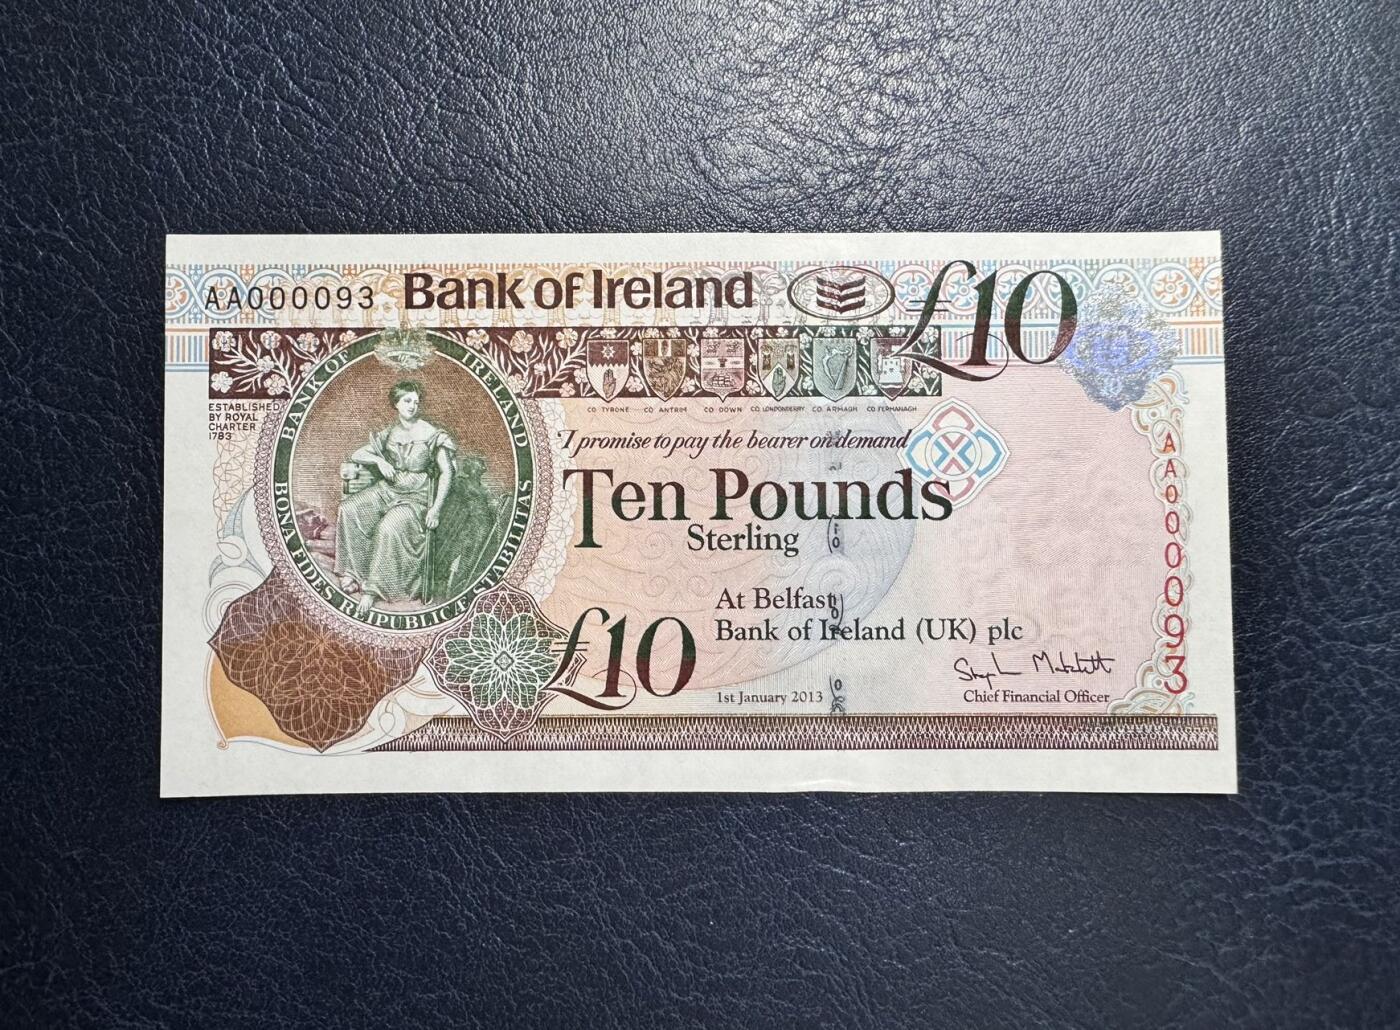 AA000093
Bank of Ireland
£10
ESTABLISHED
BY ROYAL
CHARTER
1783
BANK OF IRELAND
BONA FIDES REIPUBLICÆ STABILITAS
CO TYRONE CO ANTRIM CO DOWN CO LONDONDERRY CO ARMAGH CO FERMANAGH
I promise to pay the bearer on demand
Ten Pounds
Sterling
£10
At Belfast
Bank of Ireland (UK) plc
1st January 2013
Chief Financial Officer
AA000093